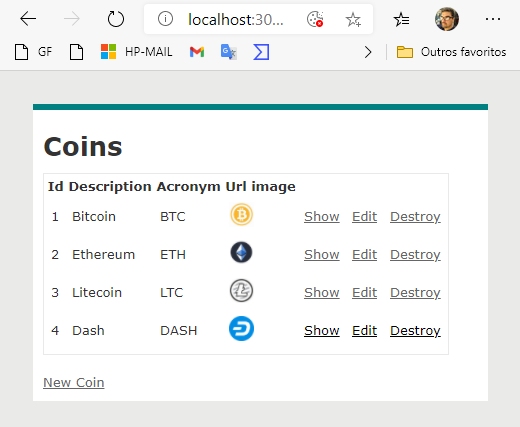 localhost:30...
GF
HP-MAIL
Outros favoritos
Coins
Id Description Acronym Url image
1 Bitcoin BTC Show Edit Destroy
2 Ethereum ETH Show Edit Destroy
3 Litecoin LTC Show Edit Destroy
4 Dash DASH Show Edit Destroy
New Coin